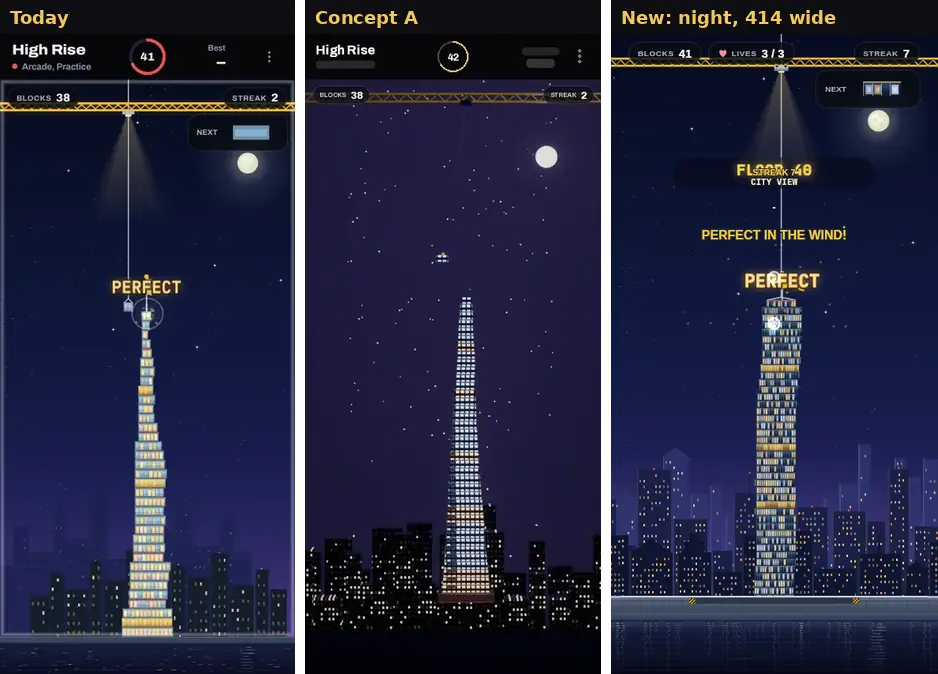 Today
High Rise
Arcade, Practice
41
Best
BLOCKS 38
STREAK 2
NEXT
PERFECT
Concept A
High Rise
42
BLOCKS 38
STREAK 2
New: night, 414 wide
BLOCKS 41
LIVES 3 / 3
STREAK 7
NEXT
FLOOR 40
STREAK 7
CITY VIEW
PERFECT IN THE WIND!
PERFECT